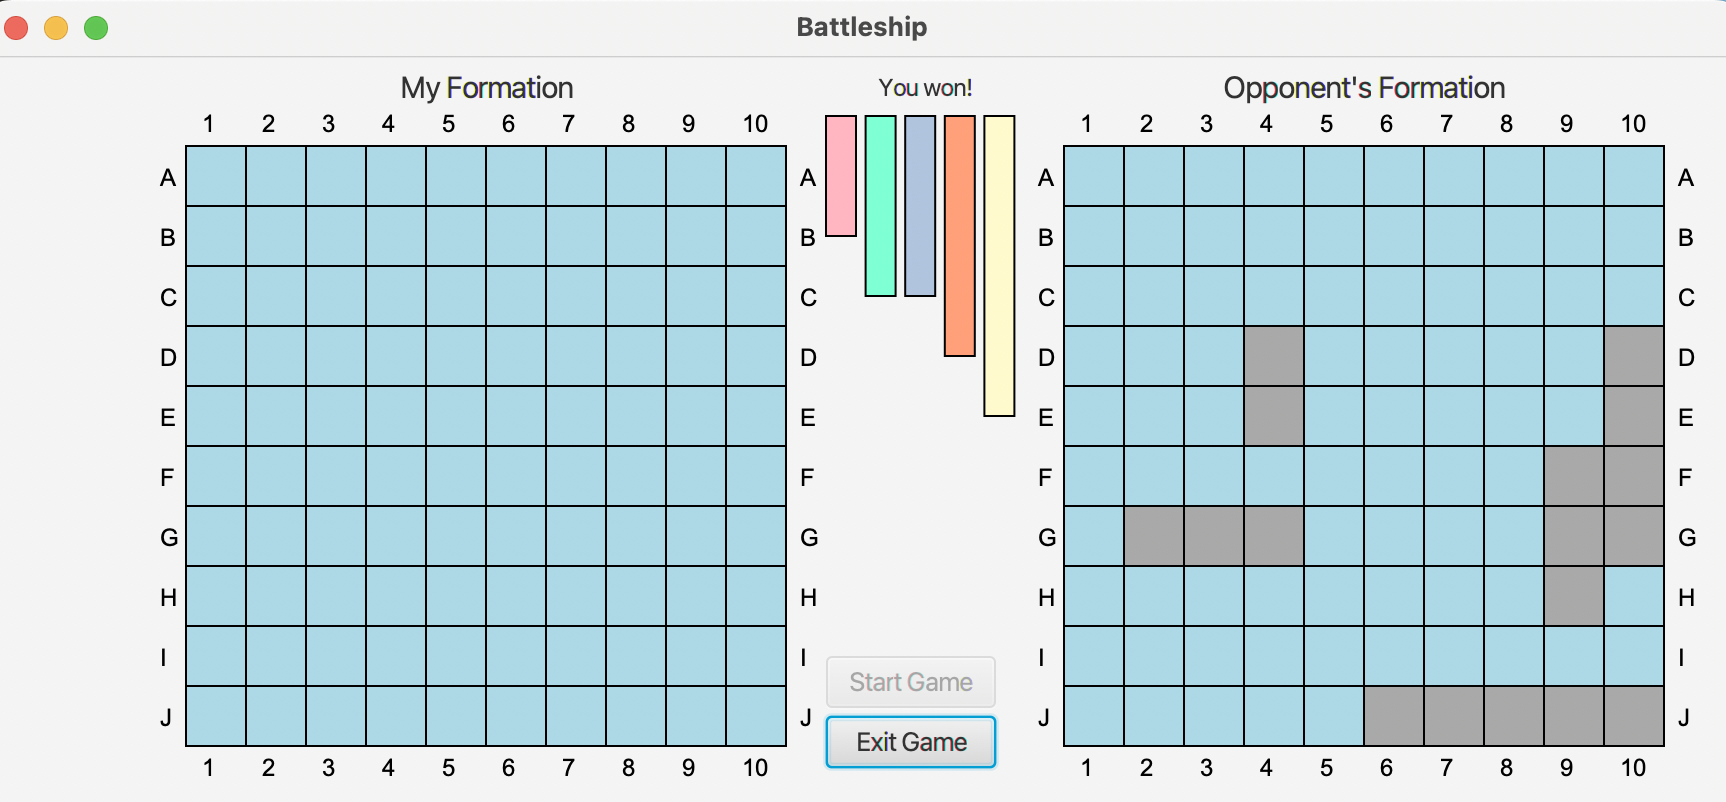 Battleship
My Formation
You won!
Opponent's Formation
1 2 3 4 5 6 7 8 9 10
1 2 3 4 5 6 7 8 9 10
A A A A
B B B B
C C C C
D D D D
E E E E
F F F F
G G G G
H H H H
I I I I
Start Game
J J J J
Exit Game
1 2 3 4 5 6 7 8 9 10
1 2 3 4 5 6 7 8 9 10